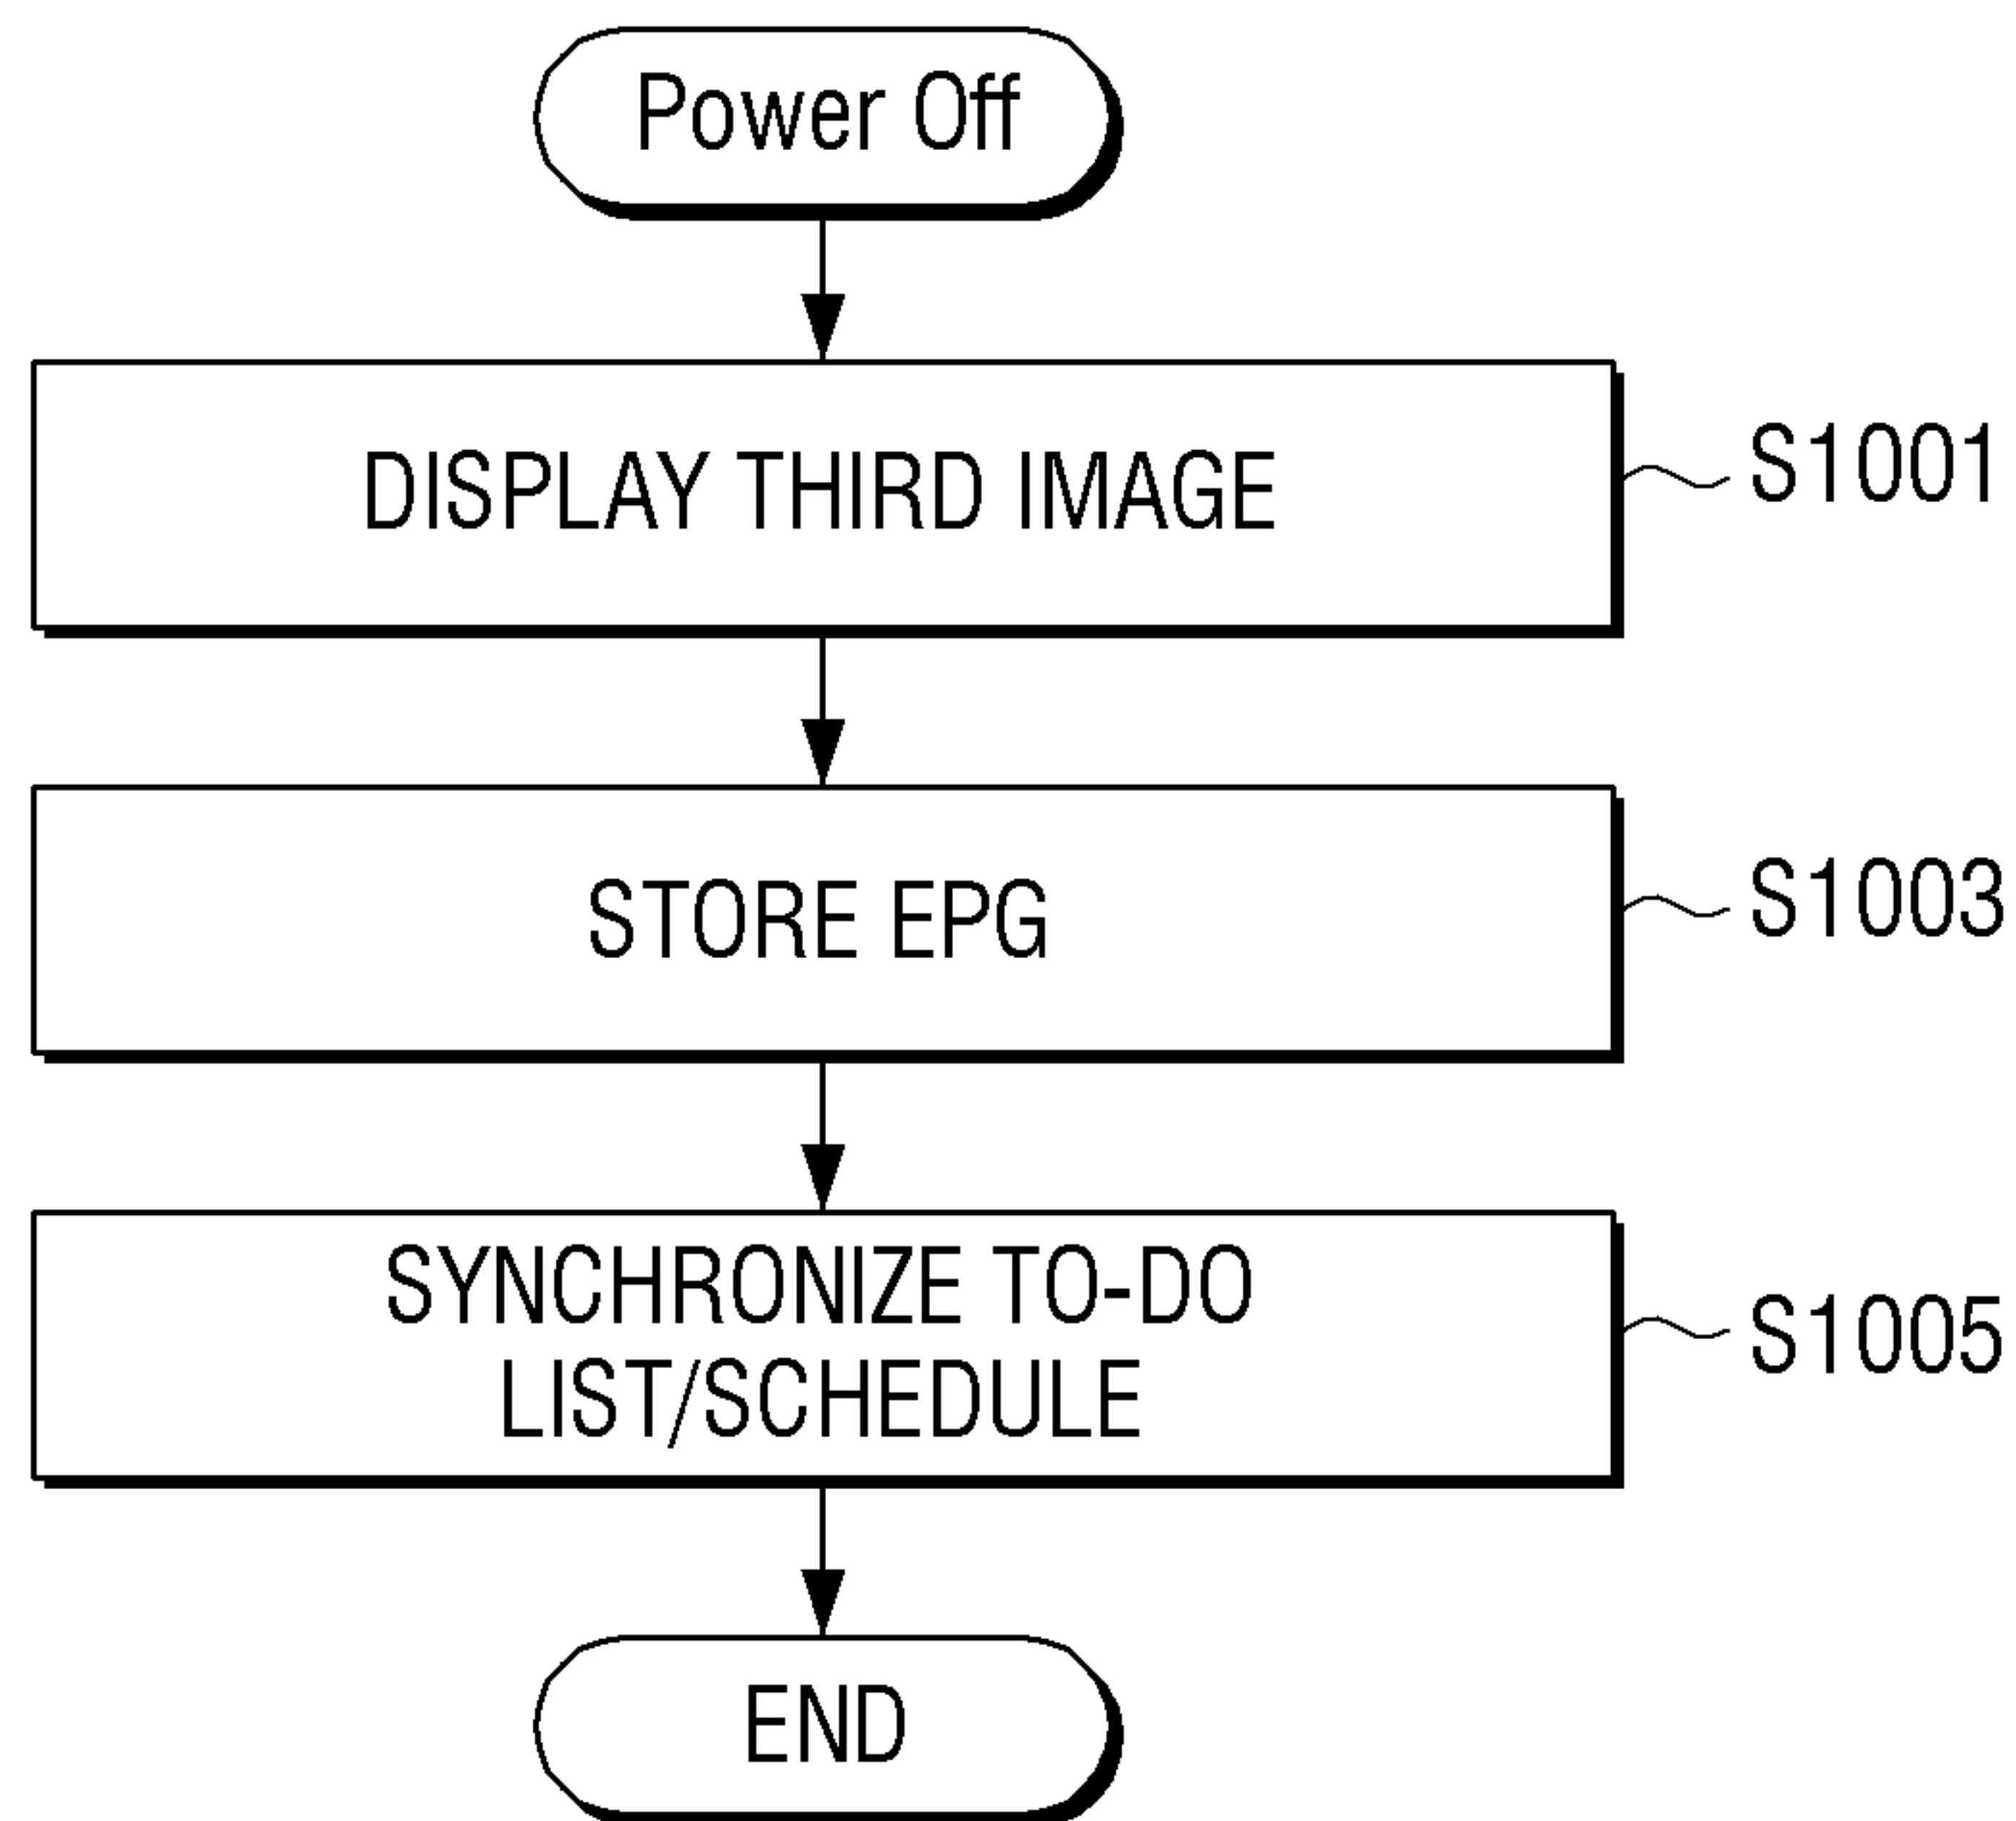 Power Off
DISPLAY THIRD IMAGE
S1001
STORE EPG
S1003
SYNCHRONIZE TO-DO
LIST/SCHEDULE
S1005
END